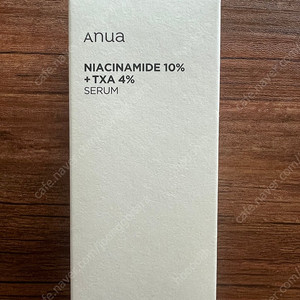 Anua
NIACINAMIDE 10%
+TXA 4%
SERUM